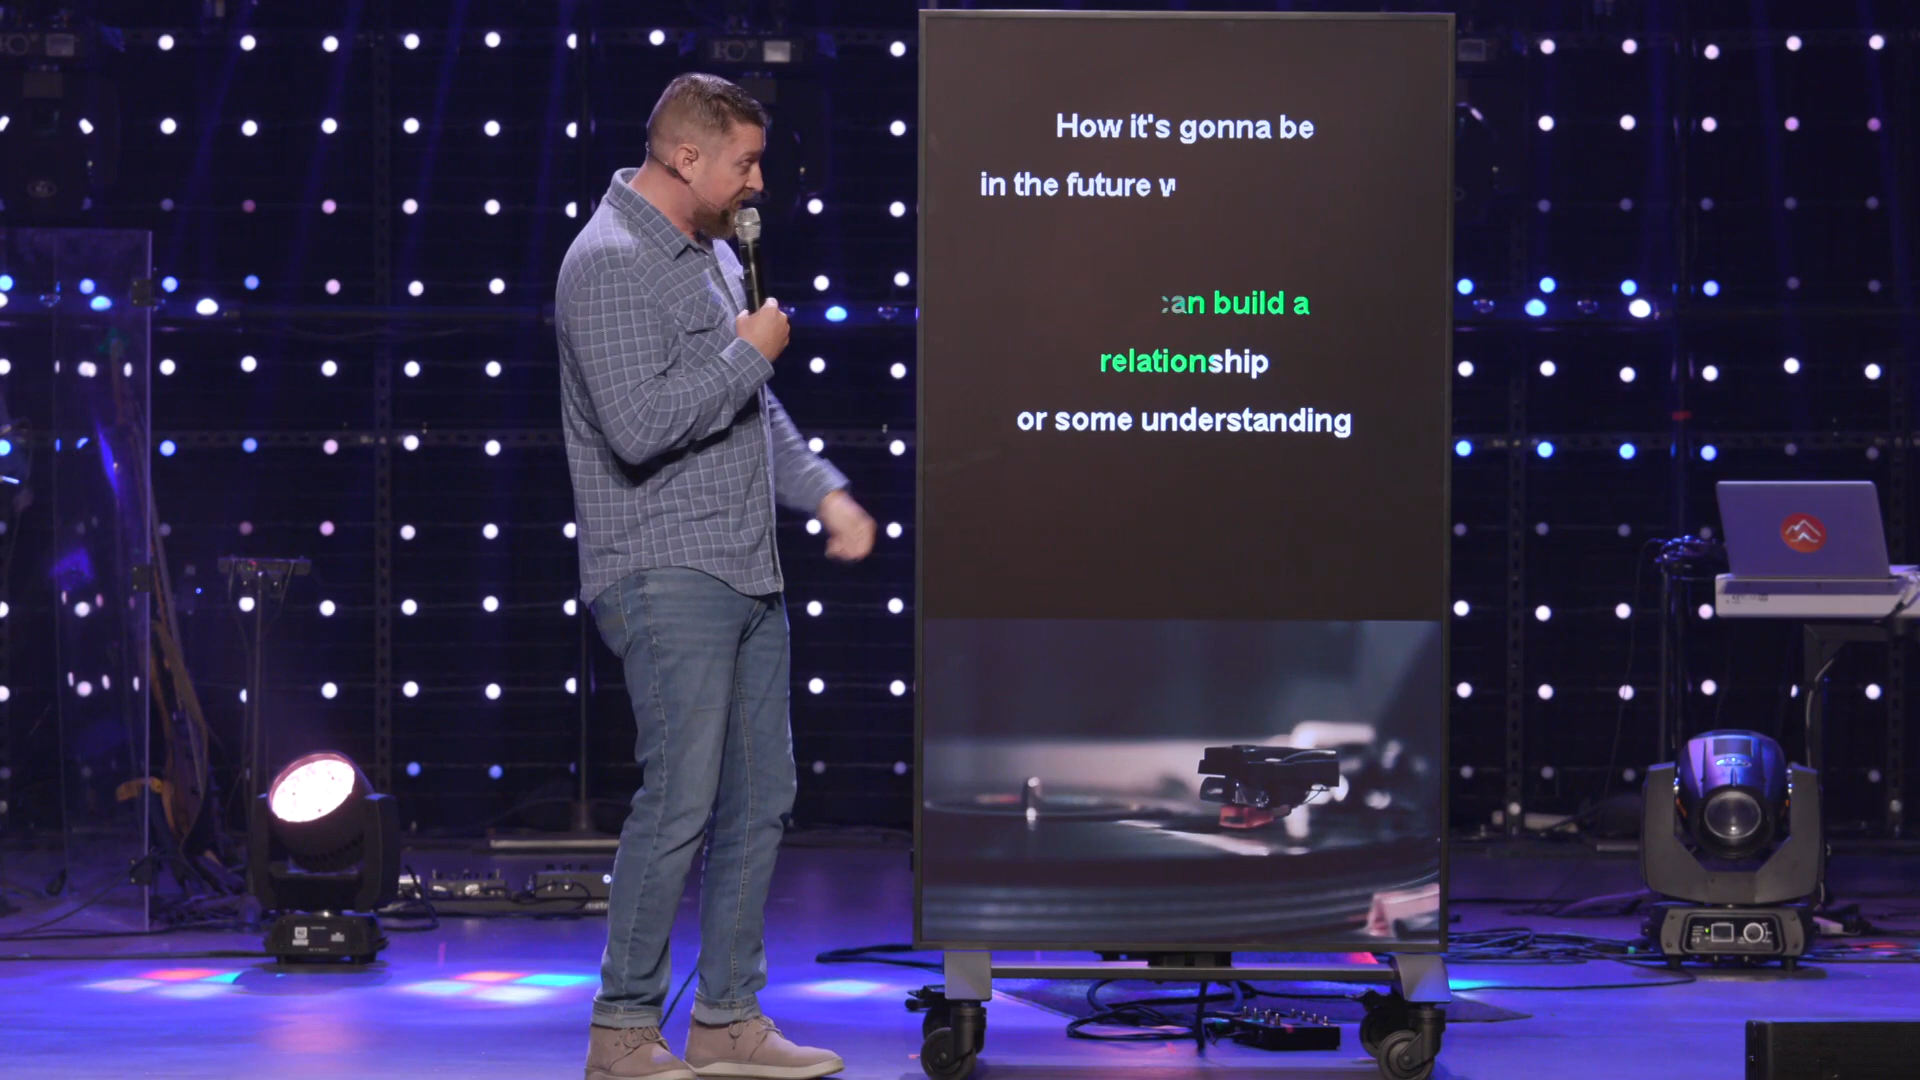 How it's gonna be
in the future w
an build a
relationship
or some understanding